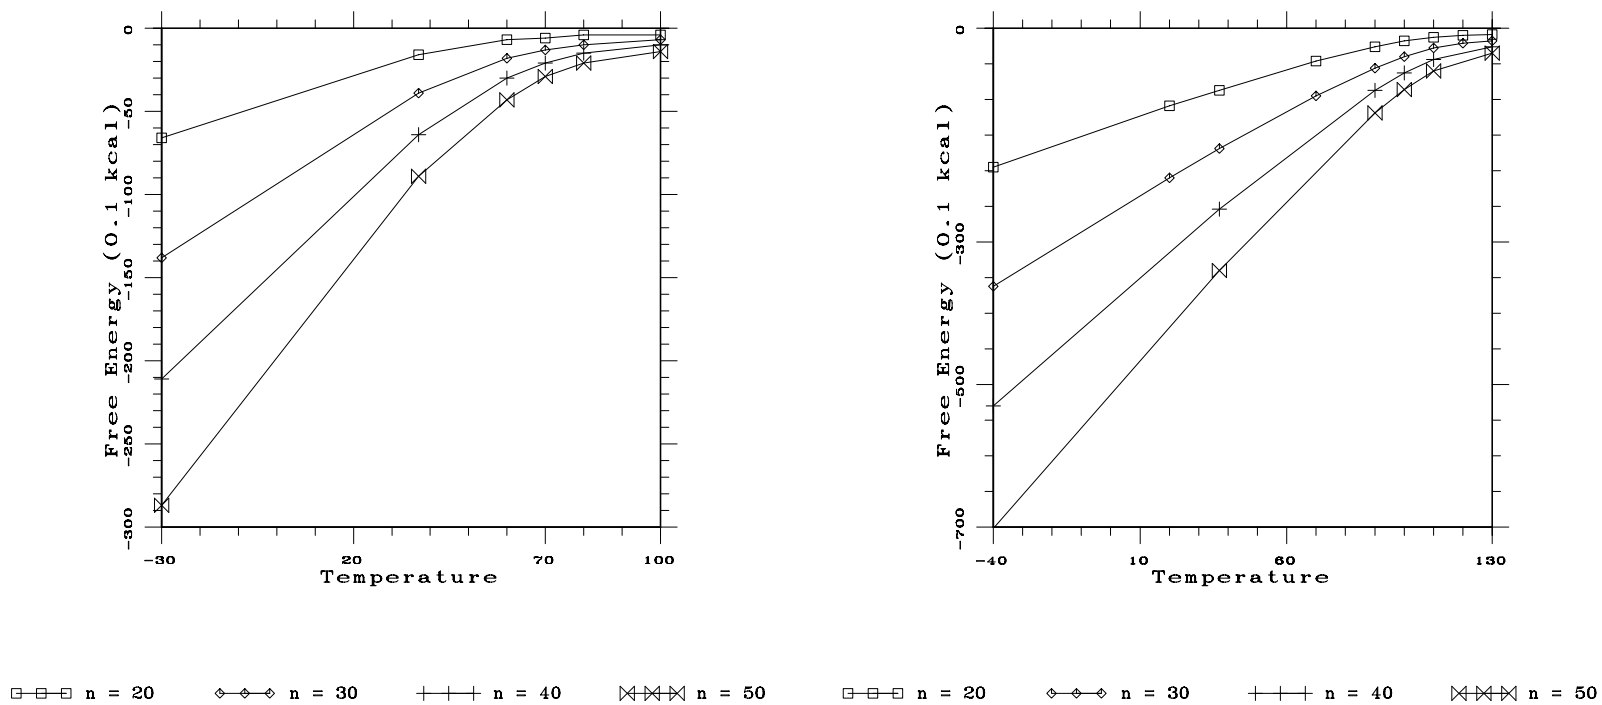 0
-50
-100
-150
-200
-250
-300
Free Energy (0.1 kcal)
-30 20 70 100
Temperature
n = 20 n = 30 n = 40 n = 50
0
-300
-500
-700
Free Energy (0.1 kcal)
-40 10 60 130
Temperature
n = 20 n = 30 n = 40 n = 50